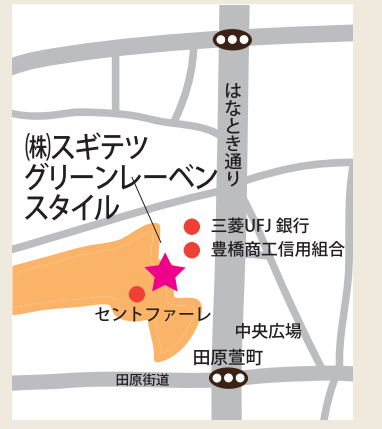 はなとき通り
㈱スギテツ
グリーンレーベン
スタイル
三菱UFJ 銀行
豊橋商工信用組合
セントファーレ
中央広場
田原萱町
田原街道